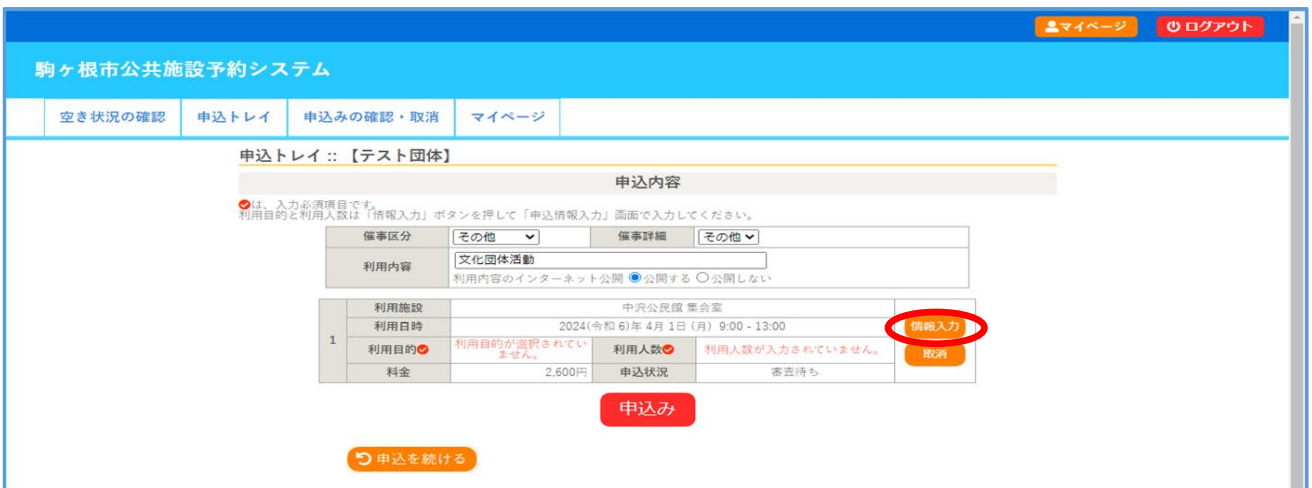 マイページ ログアウト
駒ヶ根市公共施設予約システム
空き状況の確認 申込トレイ 申込みの確認・取消 マイページ
申込トレイ :: 【テスト団体】
申込内容
は、入力必須項目です。
利用目的と利用人数は「情報入力」ボタンを押して「申込情報入力」画面で入力してください。
催事区分 その他 催事詳細 その他
利用内容 文化団体活動
利用内容のインターネット公開 公開する 公開しない
1
利用施設 中沢公民館 集会室
利用日時 2024(令和 6)年 4月 1日 (月) 9:00 - 13:00 情報入力
利用目的 利用目的が選択されてい
ません。 利用人数 利用人数が入力されていません。 取消
料金 2,600円 申込状況 審査待ち
申込み
申込を続ける